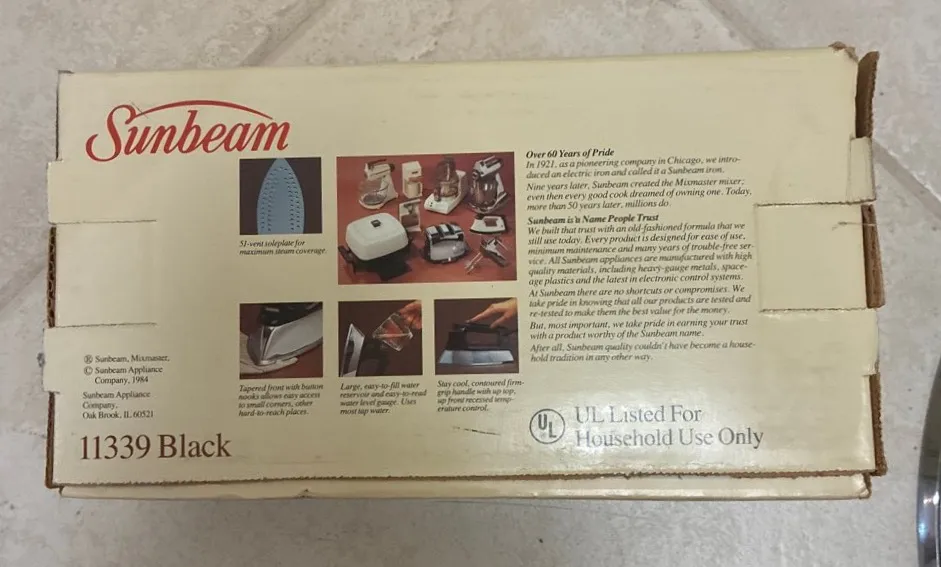 Sunbeam
51-vent soleplate for
maximum steam coverage.
Tapered front with button
nooks allows easy access
to small corners, other
hard-to-reach places.
Large, easy-to-fill water
reservoir and easy-to-read
water level gauge. Uses
most tap water.
Stay cool, contoured firm-
grip handle with up top,
up front recessed temp-
erature control.
Over 60 Years of Pride
In 1921, as a pioneering company in Chicago, we intro-
duced an electric iron and called it a Sunbeam iron.
Nine years later, Sunbeam created the Mixmaster mixer;
even then every good cook dreamed of owning one. Today,
more than 50 years later, millions do.
Sunbeam is a Name People Trust
We built that trust with an old-fashioned formula that we
still use today. Every product is designed for ease of use,
minimum maintenance and many years of trouble-free ser-
vice. All Sunbeam appliances are manufactured with high
quality materials, including heavy-gauge metals, space-
age plastics and the latest in electronic control systems.
At Sunbeam there are no shortcuts or compromises. We
take pride in knowing that all our products are tested and
re-tested to make them the best value for the money.
But, most important, we take pride in earning your trust
with a product worthy of the Sunbeam name.
After all, Sunbeam quality couldn't have become a house-
hold tradition in any other way.
® Sunbeam, Mixmaster,
© Sunbeam Appliance
Company, 1984
Sunbeam Appliance
Company,
Oak Brook, IL 60521
11339 Black
UL
UL Listed For
Household Use Only